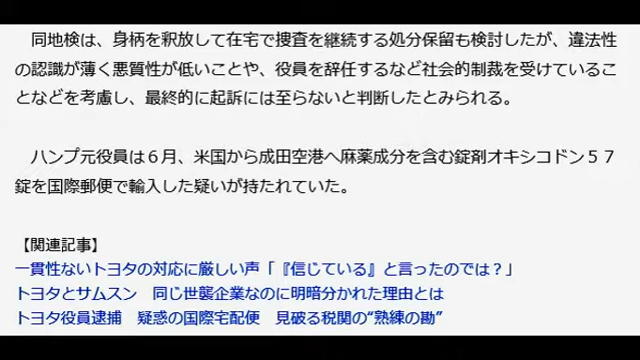 同地検は、身柄を釈放して在宅で捜査を継続する処分保留も検討したが、違法性
の認識が薄く悪質性が低いことや、役員を辞任するなど社会的制裁を受けているこ
となどを考慮し、最終的に起訴には至らないと判断したとみられる。
ハンプ元役員は６月、米国から成田空港へ麻薬成分を含む錠剤オキシコドン５７
錠を国際郵便で輸入した疑いが持たれていた。
【関連記事】
一貫性ないトヨタの対応に厳しい声「『信じている』と言ったのでは？」
トヨタとサムスン　同じ世襲企業なのに明暗分かれた理由とは
トヨタ役員逮捕　疑惑の国際宅配便　見破る税関の“熟練の勘”